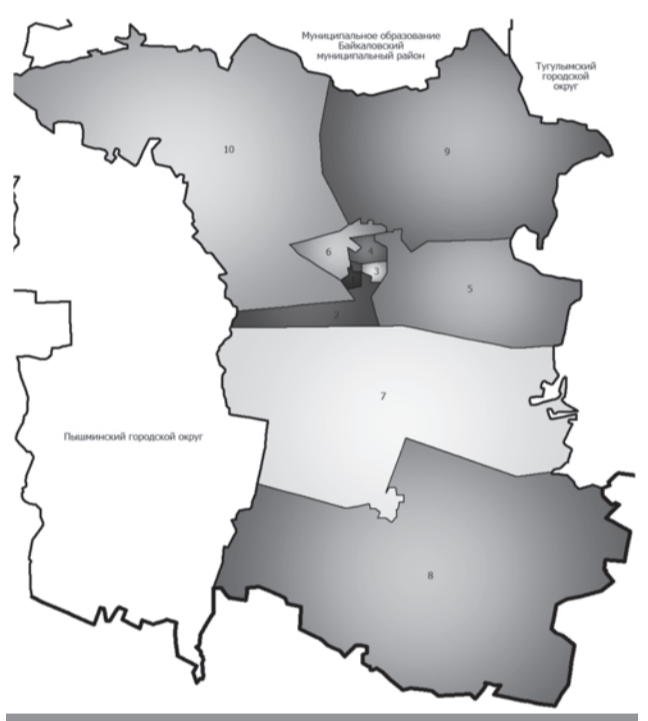 Муниципальное образование
Байкаловский
муниципальный район
Тугулымский
городской
округ
10
9
6
4
3
5
2
7
Пышминский городской округ
8